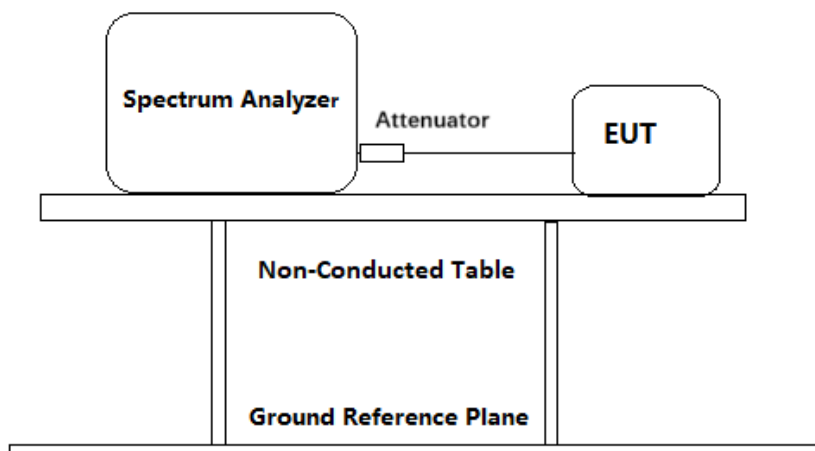 Spectrum Analyzer
Attenuator
EUT
Non-Conducted Table
Ground Reference Plane